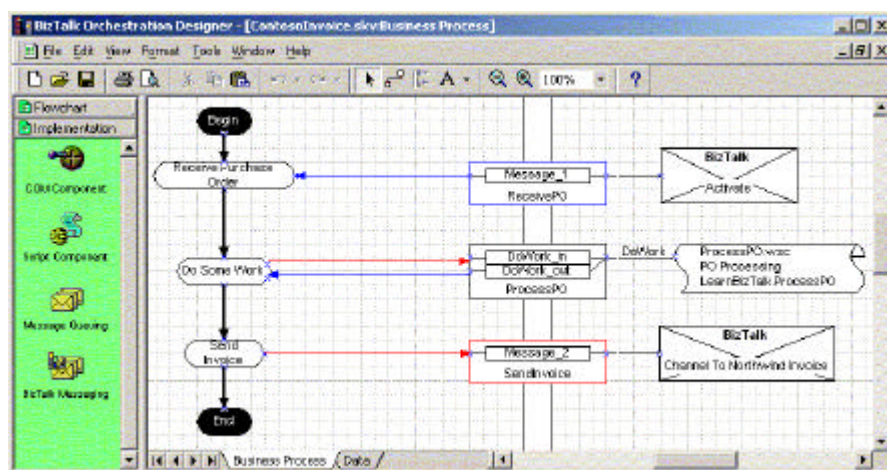 BizTalk Orchestration Designer - [ContosoInvoice.skv:Business Process]
File Edit View Format Tools Window Help
A 100% ?
Flowchart
Implementation
COM Component
Script Component
Message Queuing
BizTalk Messaging
Begin
Receive Purchase
Order
Message_1
ReceivePO
BizTalk
Activate
Do Some Work
DoWork_in
DoWork_out
ProcessPO
DoWork
ProcessPO.wsc
PO Processing
LearnBizTalk.ProcessPO
Send
Invoice
Message_2
SendInvoice
BizTalk
Channel To Northwind Invoice
End
Business Process Data